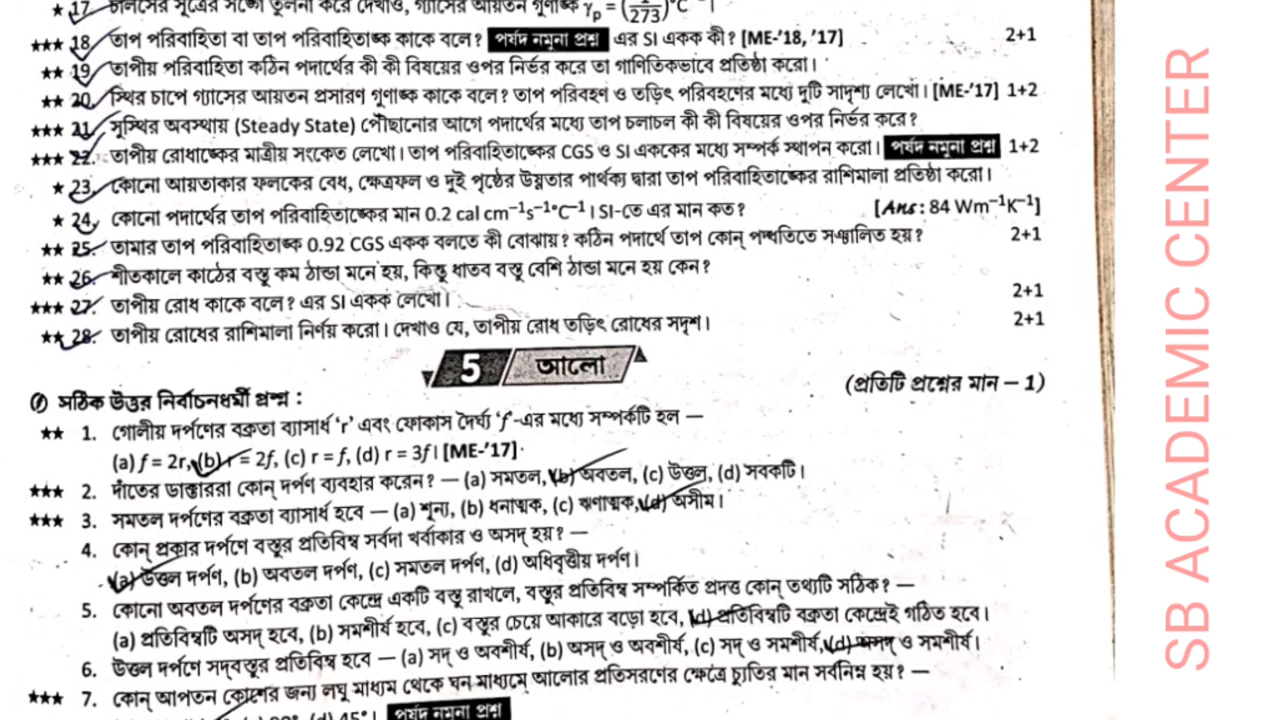 ★ 17. চার্লসের সূত্রের সঙ্গে তুলনা করে দেখাও, গ্যাসের আয়তন গুণাঙ্ক γp = (1/273)°C⁻¹।
★★★ 18. তাপ পরিবাহিতা বা তাপ পরিবাহিতাঙ্ক কাকে বলে? পর্ষদ নমুনা প্রশ্ন এর SI একক কী? [ME-'18, '17] 2+1
★★ 19. তাপীয় পরিবাহিতা কঠিন পদার্থের কী কী বিষয়ের ওপর নির্ভর করে তা গাণিতিকভাবে প্রতিষ্ঠা করো।
★★ 20. স্থির চাপে গ্যাসের আয়তন প্রসারণ গুণাঙ্ক কাকে বলে? তাপ পরিবহণ ও তড়িৎ পরিবহণের মধ্যে দুটি সাদৃশ্য লেখো। [ME-'17] 1+2
★★★ 21. সুস্থির অবস্থায় (Steady State) পৌঁছানোর আগে পদার্থের মধ্যে তাপ চলাচল কী কী বিষয়ের ওপর নির্ভর করে?
★★★ 22. তাপীয় রোধাঙ্কের মাত্রীয় সংকেত লেখো। তাপ পরিবাহিতাঙ্কের CGS ও SI এককের মধ্যে সম্পর্ক স্থাপন করো। পর্ষদ নমুনা প্রশ্ন 1+2
★ 23. কোনো আয়তাকার ফলকের বেধ, ক্ষেত্রফল ও দুই পৃষ্ঠের উষ্ণতার পার্থক্য দ্বারা তাপ পরিবাহিতাঙ্কের রাশিমালা প্রতিষ্ঠা করো।
★ 24. কোনো পদার্থের তাপ পরিবাহিতাঙ্কের মান 0.2 cal cm⁻¹s⁻¹°C⁻¹। SI-তে এর মান কত? [Ans : 84 Wm⁻¹K⁻¹]
★★ 25. তামার তাপ পরিবাহিতাঙ্ক 0.92 CGS একক বলতে কী বোঝায়? কঠিন পদার্থে তাপ কোন্ পদ্ধতিতে সঞ্চালিত হয়? 2+1
★★ 26. শীতকালে কাঠের বস্তু কম ঠান্ডা মনে হয়, কিন্তু ধাতব বস্তু বেশি ঠান্ডা মনে হয় কেন?
★★★ 27. তাপীয় রোধ কাকে বলে? এর SI একক লেখো। 2+1
★★ 28. তাপীয় রোধের রাশিমালা নির্ণয় করো। দেখাও যে, তাপীয় রোধ তড়িৎ রোধের সদৃশ। 2+1
5 আলো
সঠিক উত্তর নির্বাচনধর্মী প্রশ্ন : (প্রতিটি প্রশ্নের মান – 1)
★★ 1. গোলীয় দর্পণের বক্রতা ব্যাসার্ধ 'r' এবং ফোকাস দৈর্ঘ্য 'f'-এর মধ্যে সম্পর্কটি হল —
(a) f = 2r, (b) r = 2f, (c) r = f, (d) r = 3f। [ME-'17]
★★★ 2. দাঁতের ডাক্তাররা কোন্ দর্পণ ব্যবহার করেন? — (a) সমতল, (b) অবতল, (c) উত্তল, (d) সবকটি।
★★★ 3. সমতল দর্পণের বক্রতা ব্যাসার্ধ হবে — (a) শূন্য, (b) ধনাত্মক, (c) ঋণাত্মক, (d) অসীম।
4. কোন্ প্রকার দর্পণে বস্তুর প্রতিবিম্ব সর্বদা খর্বাকার ও অসদ্ হয়? —
(a) উত্তল দর্পণ, (b) অবতল দর্পণ, (c) সমতল দর্পণ, (d) অধিবৃত্তীয় দর্পণ।
5. কোনো অবতল দর্পণের বক্রতা কেন্দ্রে একটি বস্তু রাখলে, বস্তুর প্রতিবিম্ব সম্পর্কিত প্রদত্ত কোন্ তথ্যটি সঠিক? —
(a) প্রতিবিম্বটি অসদ্ হবে, (b) সমশীর্ষ হবে, (c) বস্তুর চেয়ে আকারে বড়ো হবে, (d) প্রতিবিম্বটি বক্রতা কেন্দ্রেই গঠিত হবে।
6. উত্তল দর্পণে সদ্‌বস্তুর প্রতিবিম্ব হবে — (a) সদ্ ও অবশীর্ষ, (b) অসদ্ ও অবশীর্ষ, (c) সদ্ ও সমশীর্ষ, (d) অসদ্ ও সমশীর্ষ।
★★★ 7. কোন্ আপতন কোণের জন্য লঘু মাধ্যম থেকে ঘন মাধ্যমে আলোর প্রতিসরণের ক্ষেত্রে চ্যুতির মান সর্বনিম্ন হয়? —
(d) 45°। পর্ষদ নমুনা প্রশ্ন
SB ACADEMIC CENTER